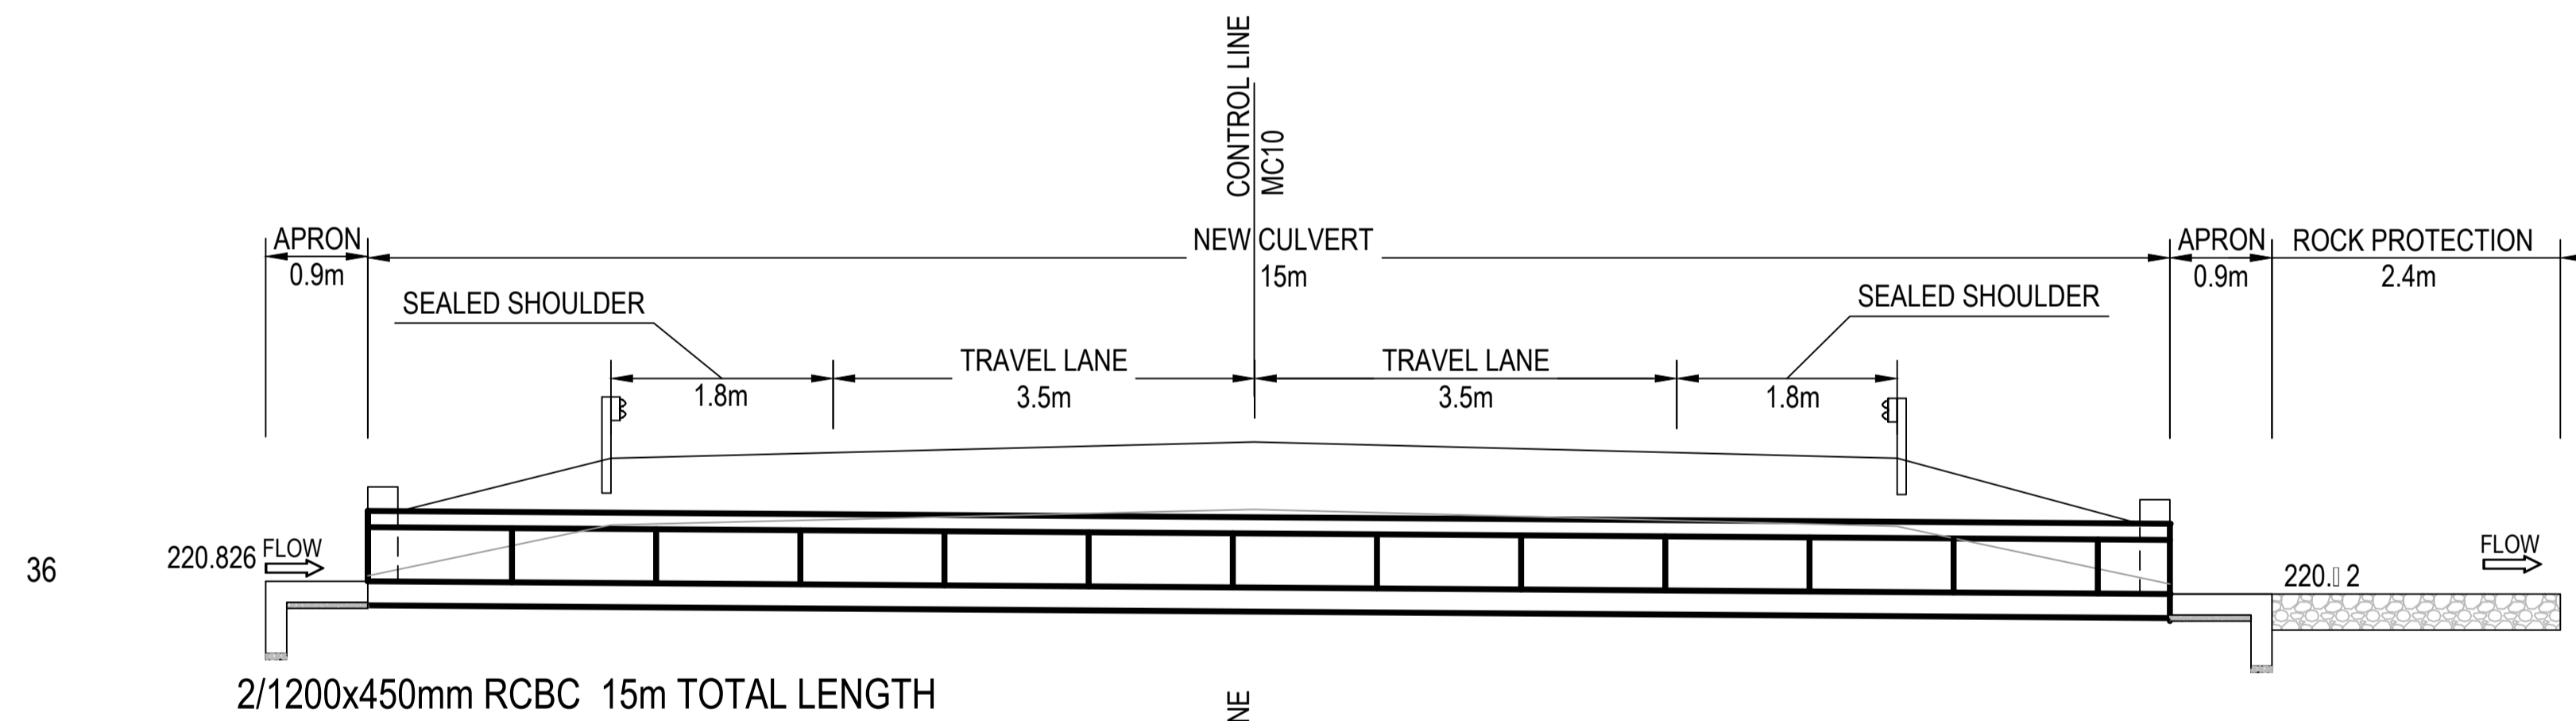 CONTROL LINE
MC10
APRON
0.9m
NEW CULVERT
15m
APRON
0.9m
ROCK PROTECTION
2.4m
SEALED SHOULDER
1.8m
TRAVEL LANE
3.5m
TRAVEL LANE
3.5m
SEALED SHOULDER
1.8m
36
220.826
FLOW
FLOW
2/1200x450mm RCBC 15m TOTAL LENGTH